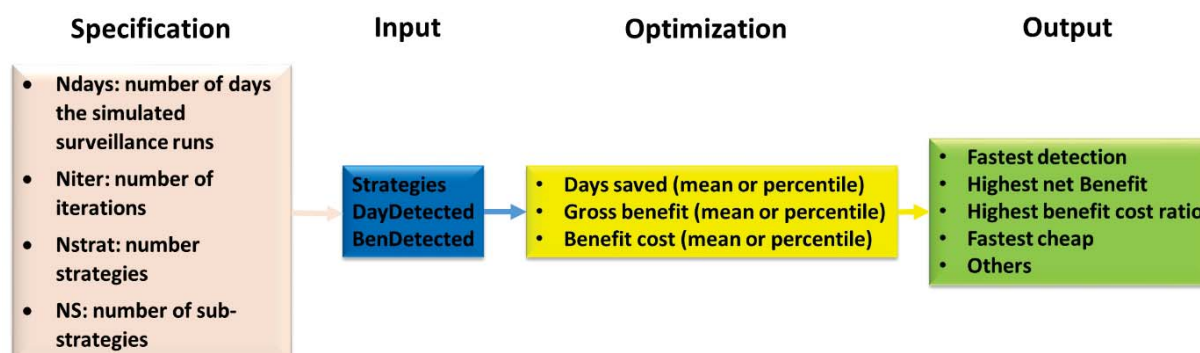 Specification
Input
Optimization
Output
• Ndays: number of days
the simulated
surveillance runs
• Niter: number of
iterations
• Nstrat: number
strategies
• NS: number of sub-
strategies
Strategies
DayDetected
BenDetected
• Days saved (mean or percentile)
• Gross benefit (mean or percentile)
• Benefit cost (mean or percentile)
• Fastest detection
• Highest net Benefit
• Highest benefit cost ratio
• Fastest cheap
• Others